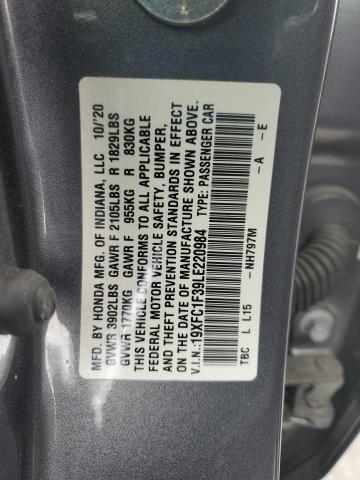 MFD. BY HONDA MFG. OF INDIANA, LLC 10/'20
GVWR 3902LBS GAWR F 2105LBS R 1829LBS
GVWR 1770KG GAWR F 955KG R 830KG
THIS VEHICLE CONFORMS TO ALL APPLICABLE
FEDERAL MOTOR VEHICLE SAFETY, BUMPER,
AND THEFT PREVENTION STANDARDS IN EFFECT
ON THE DATE OF MANUFACTURE SHOWN ABOVE.
V.I.N.:19XFC1F39LE220984 TYPE: PASSENGER CAR
TBC L L15 -NH797M -A -E